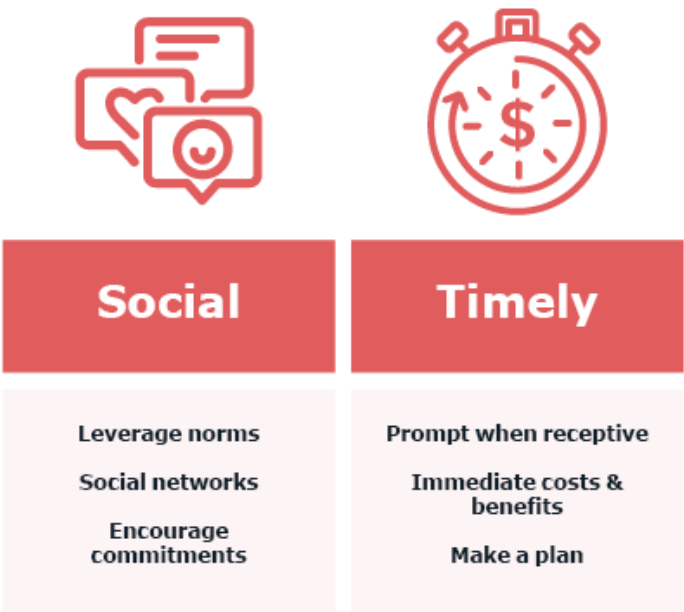 $
Social
Leverage norms
Social networks
Encourage
commitments
Timely
Prompt when receptive
Immediate costs &
benefits
Make a plan